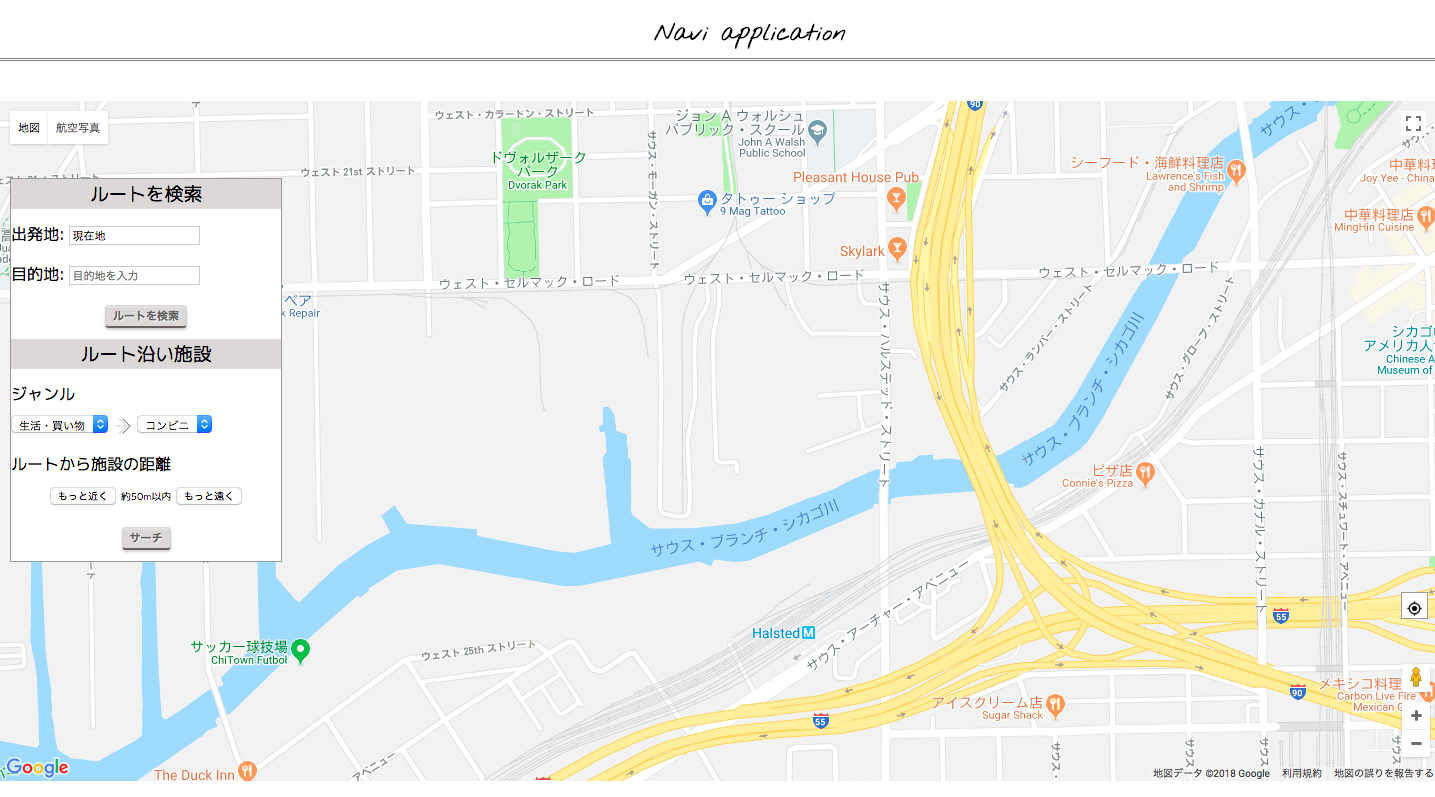 Navi application
地図 航空写真
ルートを検索
出発地: 現在地
目的地: 目的地を入力
ルートを検索
ルート沿い施設
ジャンル
生活・買い物 コンビニ
ルートから施設の距離
もっと近く 約50m以内 もっと遠く
サーチ
ウェスト・カラートン・ストリート
ウェスト 21st ストリート
ドヴォルザーク
パーク
Dvorak Park
サウス・モーガン・ストリート
ジョン A ウォルシュ
パブリック・スクール
John A Walsh
Public School
Pleasant House Pub
タトゥー ショップ
9 Mag Tattoo
Skylark
90
サウス・
シーフード・海鮮料理店
Lawrence's Fish
and Shrimp
中華料理
Joy Yee - China
中華料理店
MingHin Cuisine
ウェスト・セルマック・ロード
ウェスト・セルマック・ロード
ウェスト・セルマック・ロード
ペア
k Repair
サウス・ハルステッド・ストリート
サウス・ランバー・ストリート
サウス・グローブ・ストリート
サウス・ブランチ・シカゴ川
シカゴ
アメリカ人
Chinese A
Museum of
ピザ店
Connie's Pizza
サウス・カナル・ストリート
サウス・スチュワート・アベニュー
サウス・ブランチ・シカゴ川
サウス・アーチャー・アベニュー
Halsted M
サッカー球技場
ChiTown Futbol
ウェスト 25th ストリート
55
55
90
アイスクリーム店
Sugar Shack
メキシコ料理
Carbon Live Fire
Mexican G
The Duck Inn
アベニュー
Google
地図データ ©2018 Google 利用規約 地図の誤りを報告する